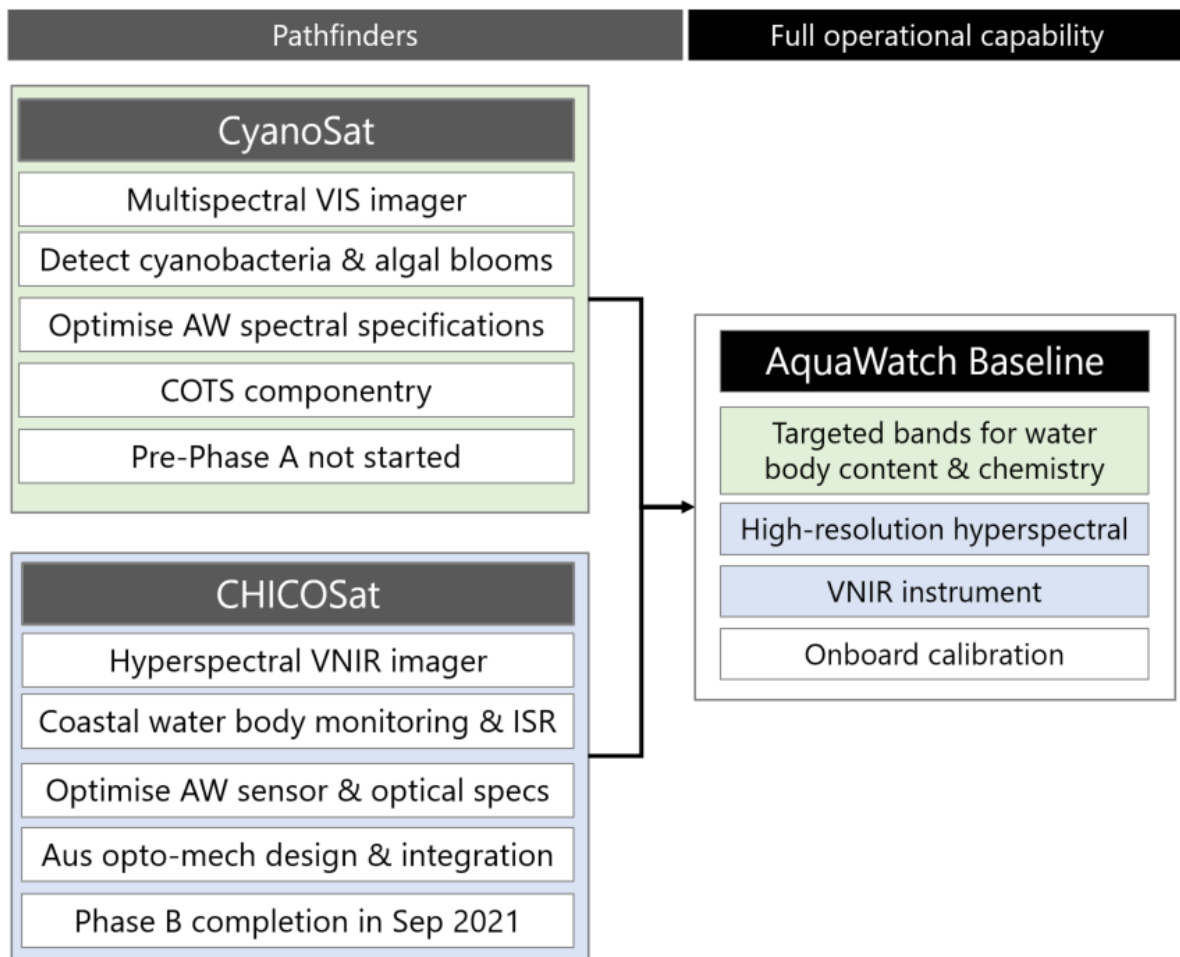 Pathfinders
Full operational capability
CyanoSat
Multispectral VIS imager
Detect cyanobacteria & algal blooms
Optimise AW spectral specifications
COTS componentry
Pre-Phase A not started
CHICOSat
Hyperspectral VNIR imager
Coastal water body monitoring & ISR
Optimise AW sensor & optical specs
Aus opto-mech design & integration
Phase B completion in Sep 2021
AquaWatch Baseline
Targeted bands for water
body content & chemistry
High-resolution hyperspectral
VNIR instrument
Onboard calibration